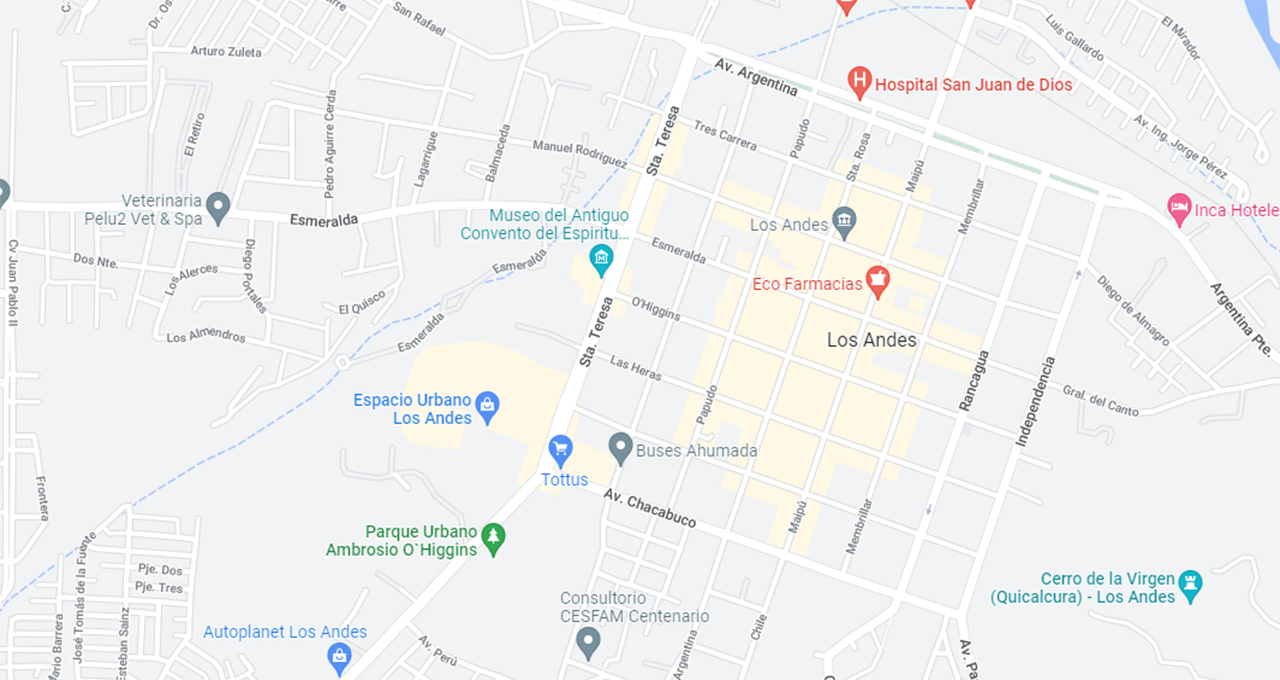 San Rafael
Luis Gallardo
El Mirador
Arturo Zuleta
Av. Argentina
Hospital San Juan de Dios
El Retiro
Pedro Aguirre Cerda
Lagarrigue
Balmaceda
Manuel Rodriguez
Sta. Teresa
Tres Carrera
Papudo
Sta. Rosa
Maipú
Membrillar
Av. Ing. Jorge Pérez
Veterinaria
Pelu2 Vet & Spa
Esmeralda
Museo del Antiguo
Convento del Espiritu...
Esmeralda
Los Andes
Inca Hotele
Cv Juan Pablo II
Dos Nte.
Los Alerces
Diego Portales
El Quisco
Esmeralda
Eco Farmacias
O'Higgins
Diego de Almagro
Argentina Pte.
Los Almendros
Esmeralda
Sta. Teresa
Las Heras
Los Andes
Rancagua
Independencia
Gral. del Canto
Espacio Urbano
Los Andes
Papudo
Buses Ahumada
Tottus
Av. Chacabuco
Maipú
Membrillar
Frontera
Parque Urbano
Ambrosio O`Higgins
José Tomás de la Fuente
Pje. Dos
Pje. Tres
Cerro de la Virgen
(Quicalcura) - Los Andes
Consultorio
CESFAM Centenario
Autoplanet Los Andes
Mario Barrera
Esteban Sainz
Av. Perú
Argentina
Chile
Av. Pa